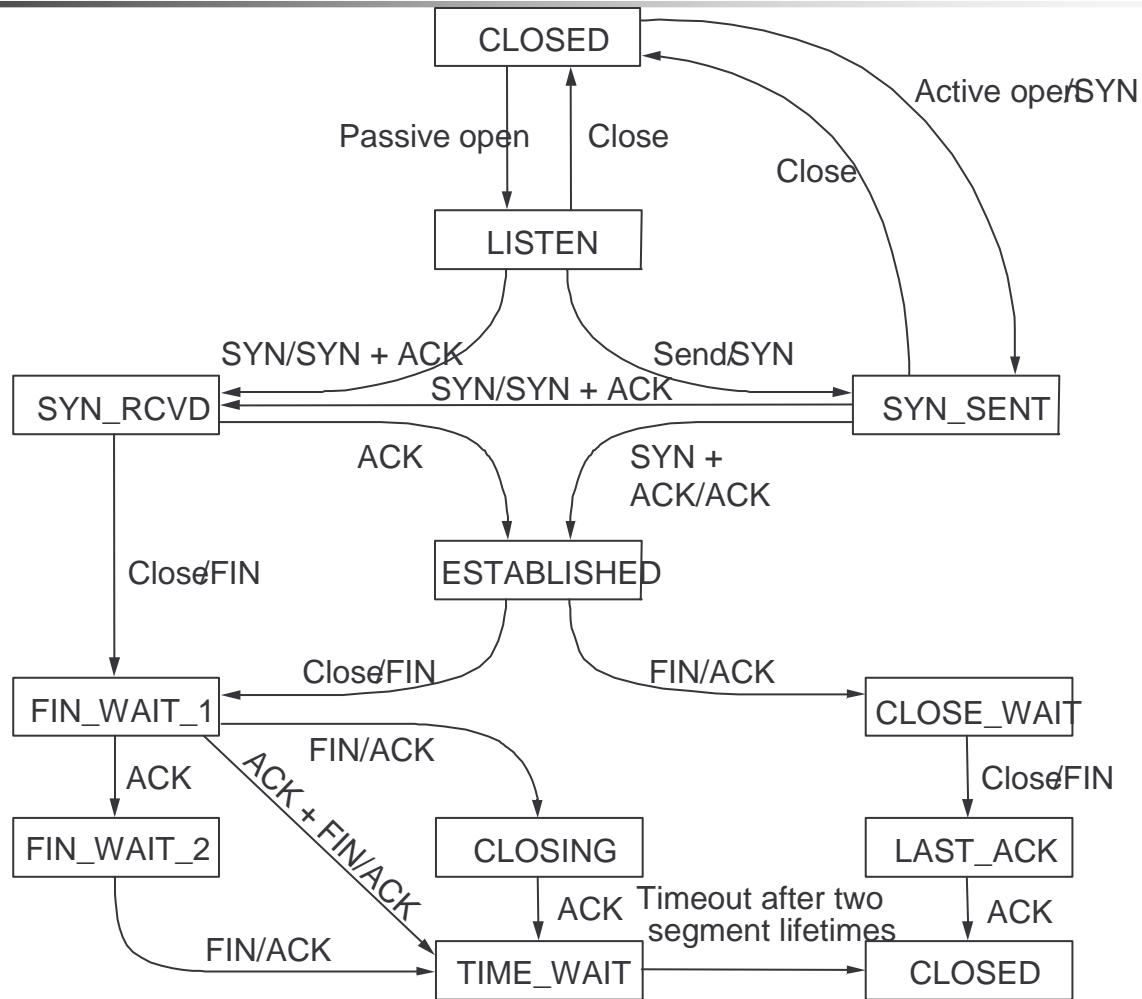 CLOSED
Active open/SYN
Passive open
Close
Close
LISTEN
SYN/SYN + ACK
Send/SYN
SYN/SYN + ACK
SYN_RCVD
SYN_SENT
ACK
SYN +
ACK/ACK
Close/FIN
ESTABLISHED
Close/FIN
FIN/ACK
FIN_WAIT_1
CLOSE_WAIT
FIN/ACK
ACK
ACK + FIN/ACK
Close/FIN
FIN_WAIT_2
CLOSING
LAST_ACK
ACK
Timeout after two
segment lifetimes
ACK
FIN/ACK
TIME_WAIT
CLOSED